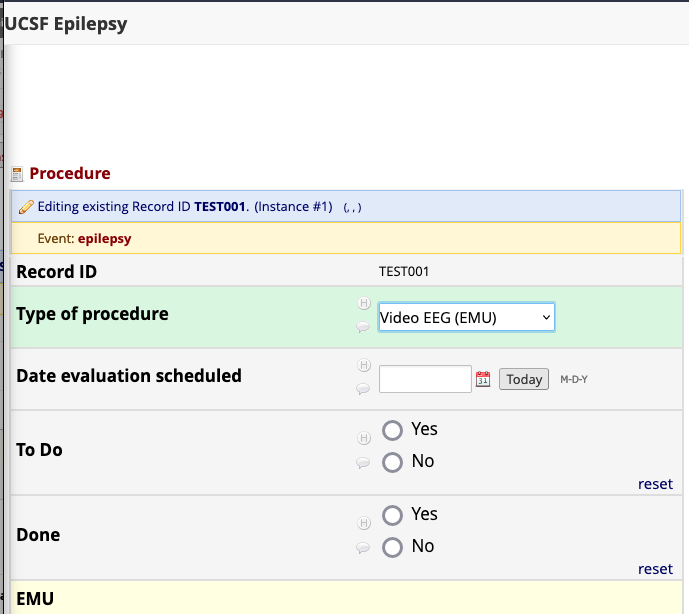 UCSF Epilepsy
Procedure
Editing existing Record ID TEST001. (Instance #1) (, , )
Event: epilepsy
Record ID TEST001
Type of procedure H Video EEG (EMU)
Date evaluation scheduled H 31 Today M-D-Y
To Do H Yes
No
reset
Done H Yes
No
reset
EMU